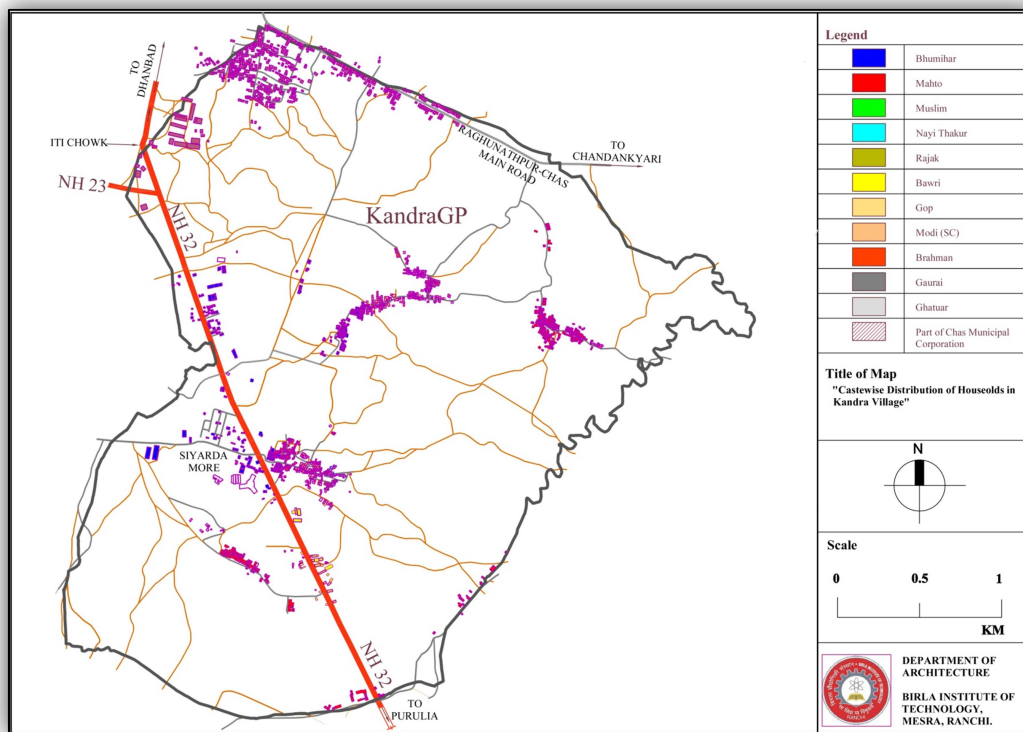 TO
DHANBAD
ITI CHOWK
NH 23
NH 32
RAGHUNATHPUR-CHAS
MAIN ROAD
TO
CHANDANKYARI
KandraGP
SIYARDA
MORE
NH 32
TO
PURULIA
Legend
Bhumihar
Mahto
Muslim
Nayi Thakur
Rajak
Bawri
Gop
Modi (SC)
Brahman
Gaurai
Ghatuar
Part of Chas Municipal
Corporation
Title of Map
"Castewise Distribution of Houseolds in
Kandra Village"
N
Scale
0 0.5 1
KM
DEPARTMENT OF
ARCHITECTURE
BIRLA INSTITUTE OF
TECHNOLOGY,
MESRA, RANCHI.
RANCHI